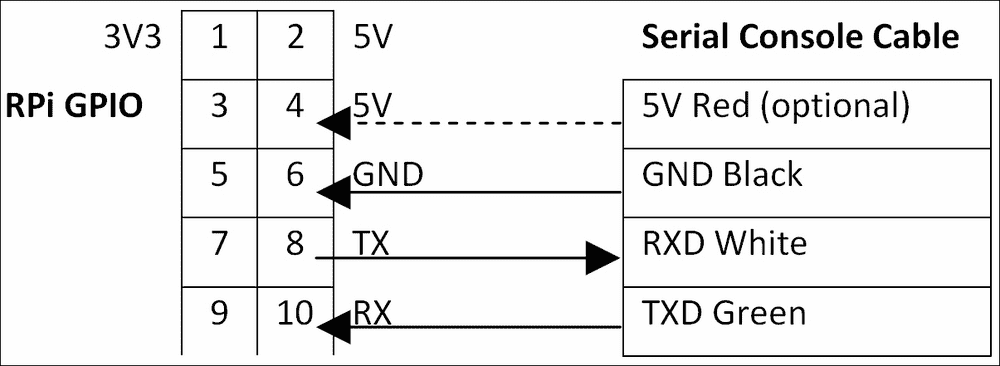 3V3 1 2 5V Serial Console Cable
RPi GPIO 3 4 5V 5V Red (optional)
5 6 GND GND Black
7 8 TX RXD White
9 10 RX TXD Green